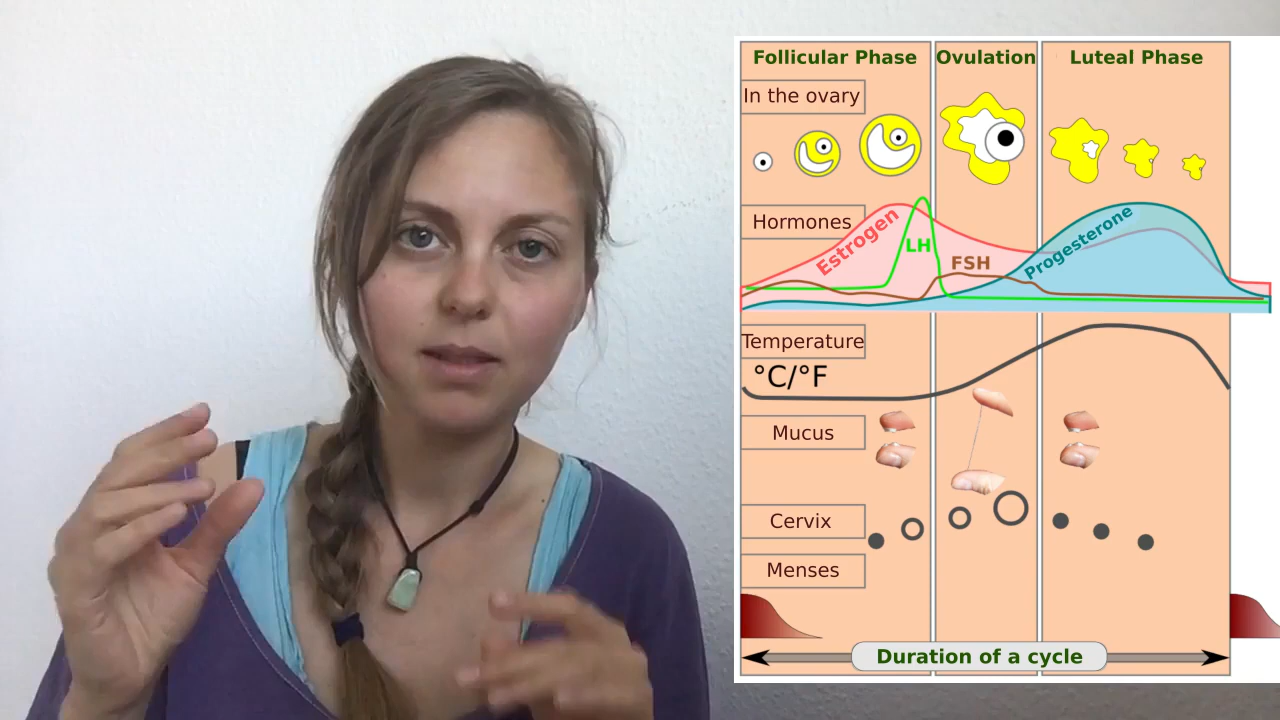 Follicular Phase
Ovulation
Luteal Phase
In the ovary
Hormones
Estrogen
LH
FSH
Progesterone
Temperature
°C/°F
Mucus
Cervix
Menses
Duration of a cycle